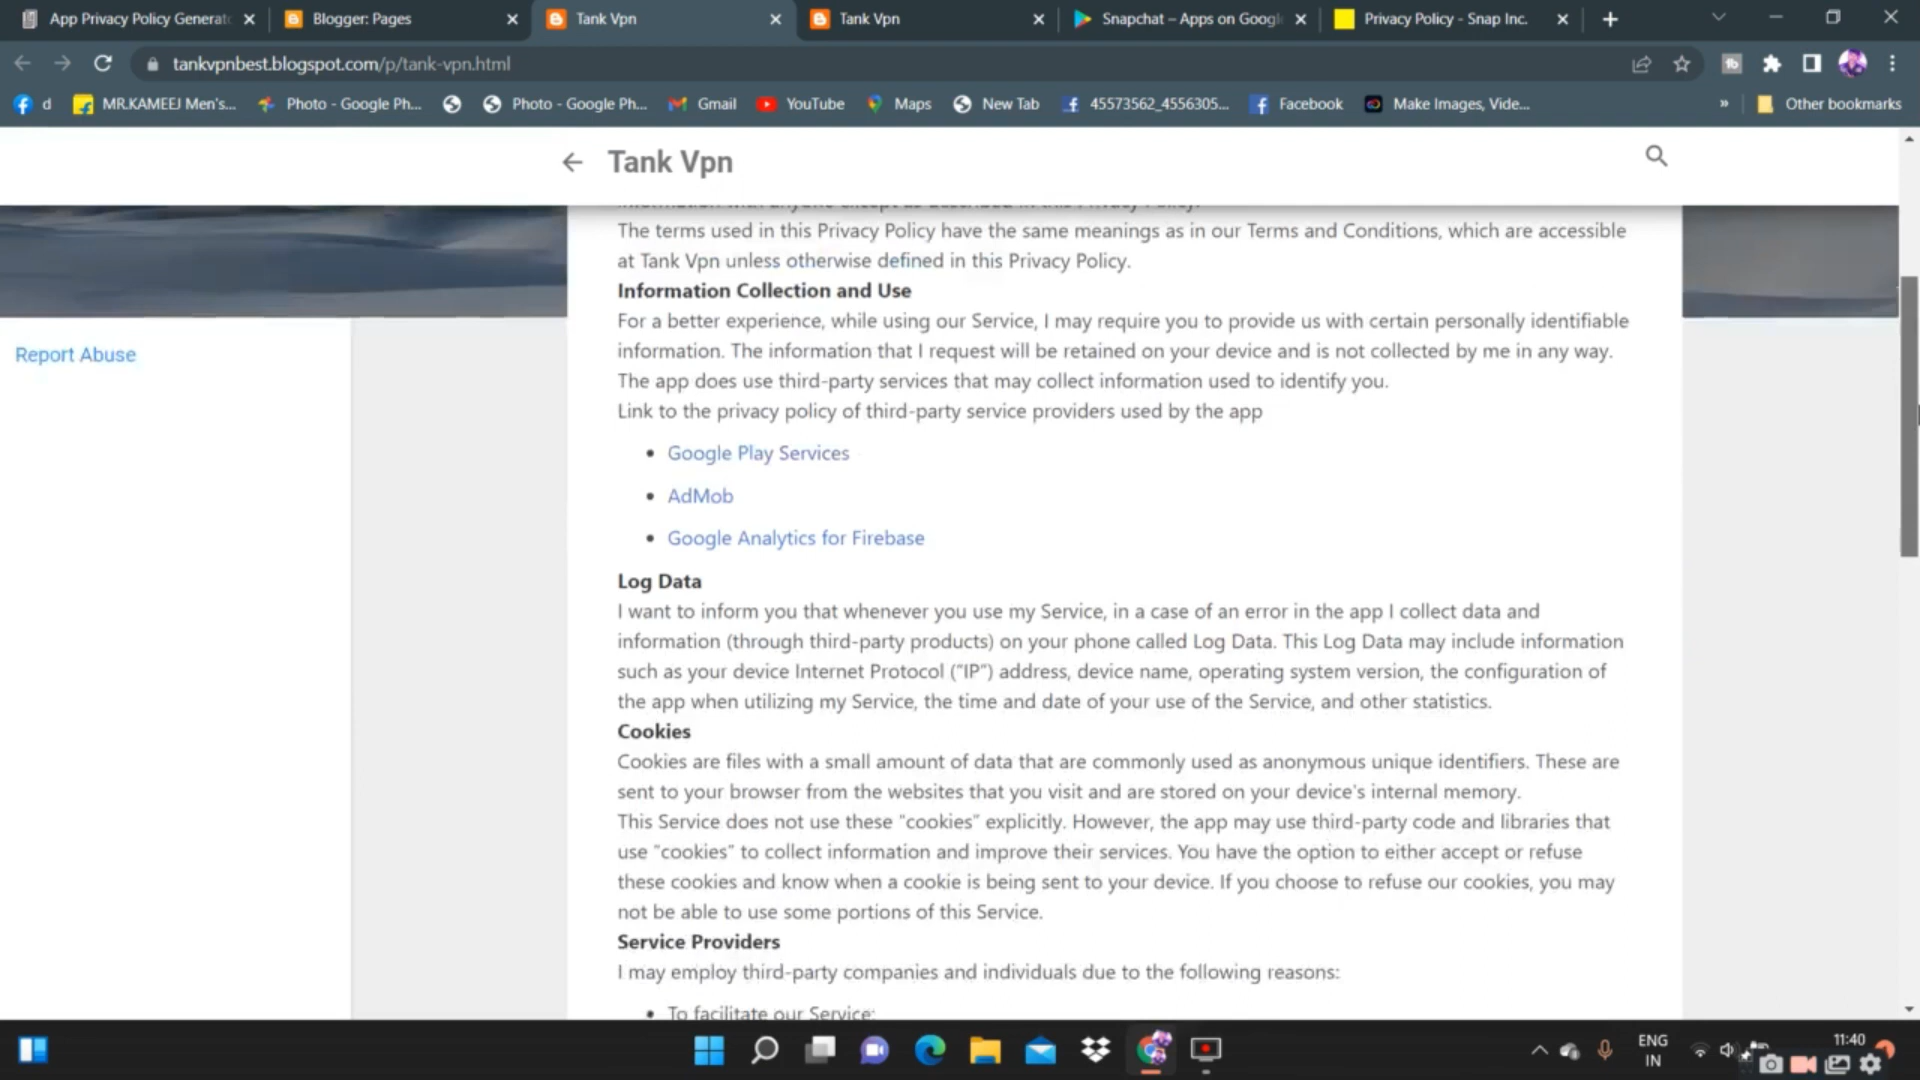 App Privacy Policy Generat
Blogger: Pages
Tank Vpn
Tank Vpn
Snapchat – Apps on Googl
Privacy Policy - Snap Inc.
tankvpnbest.blogspot.com/p/tank-vpn.html
d
MR.KAMEEJ Men's...
Photo - Google Ph...
Photo - Google Ph...
Gmail
YouTube
Maps
New Tab
45573562_4556305...
Facebook
Make Images, Vide...
»
Other bookmarks
Tank Vpn
The terms used in this Privacy Policy have the same meanings as in our Terms and Conditions, which are accessible
at Tank Vpn unless otherwise defined in this Privacy Policy.
Information Collection and Use
For a better experience, while using our Service, I may require you to provide us with certain personally identifiable
information. The information that I request will be retained on your device and is not collected by me in any way.
The app does use third-party services that may collect information used to identify you.
Link to the privacy policy of third-party service providers used by the app
• Google Play Services
• AdMob
• Google Analytics for Firebase
Log Data
I want to inform you that whenever you use my Service, in a case of an error in the app I collect data and
information (through third-party products) on your phone called Log Data. This Log Data may include information
such as your device Internet Protocol (“IP”) address, device name, operating system version, the configuration of
the app when utilizing my Service, the time and date of your use of the Service, and other statistics.
Cookies
Cookies are files with a small amount of data that are commonly used as anonymous unique identifiers. These are
sent to your browser from the websites that you visit and are stored on your device's internal memory.
This Service does not use these “cookies” explicitly. However, the app may use third-party code and libraries that
use “cookies” to collect information and improve their services. You have the option to either accept or refuse
these cookies and know when a cookie is being sent to your device. If you choose to refuse our cookies, you may
not be able to use some portions of this Service.
Service Providers
I may employ third-party companies and individuals due to the following reasons:
• To facilitate our Service;
Report Abuse
ENG
IN
11:40